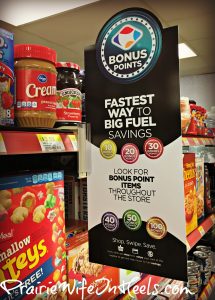 BONUS
POINTS
FASTEST
WAY TO
BIG FUEL
SAVINGS
10
20
30
LOOK FOR
BONUS POINT
ITEMS
THROUGHOUT
THE STORE
40
50
100
Shop. Swipe. Save.
Cream
FREE!
PrairieWifeInHeels.com